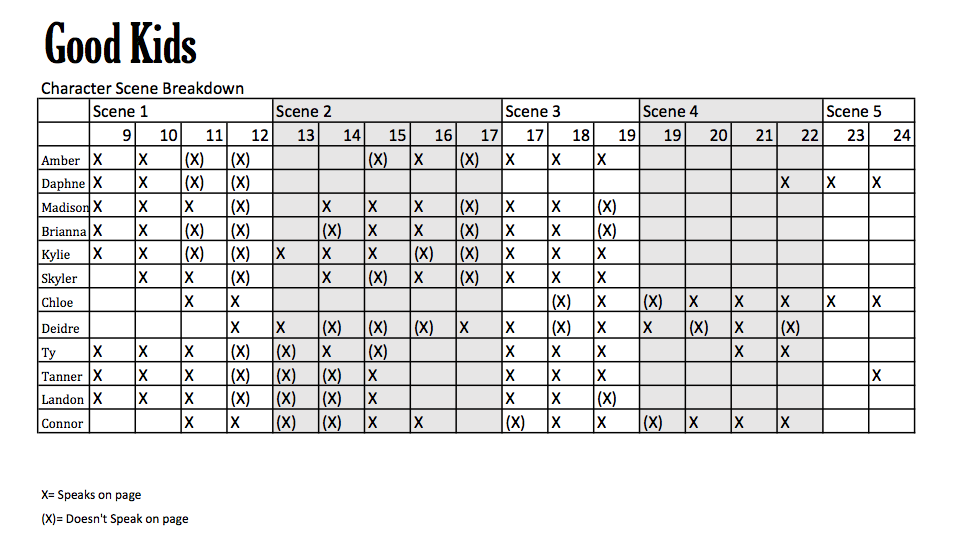 Good Kids
Character Scene Breakdown
Scene 1 Scene 2 Scene 3 Scene 4 Scene 5
9 10 11 12 13 14 15 16 17 17 18 19 19 20 21 22 23 24
Amber X X (X) (X) (X) X (X) X X X
Daphne X X (X) (X) X X X
Madison X X X (X) X X X (X) X X (X)
Brianna X X (X) (X) (X) X X (X) X X (X)
Kylie X X (X) (X) X X X (X) (X) X X X
Skyler X X (X) X (X) X (X) X X X
Chloe X X (X) X (X) X X X X X
Deidre X X (X) (X) (X) X X (X) X X (X) X (X)
Ty X X X (X) (X) X (X) X X X X X
Tanner X X X (X) (X) (X) X X X X X
Landon X X X (X) (X) (X) X X X (X)
Connor X X (X) (X) X X (X) X X (X) X X X
X= Speaks on page
(X)= Doesn't Speak on page